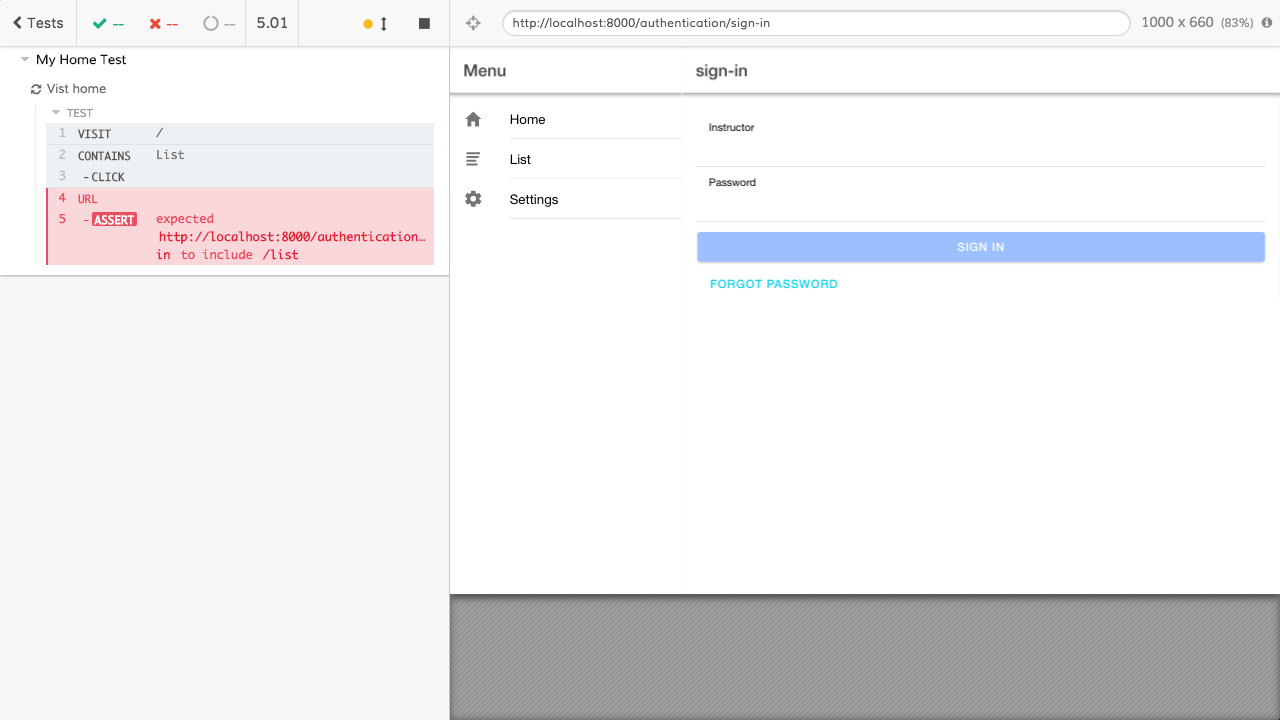 Tests -- -- -- 5.01
http://localhost:8000/authentication/sign-in 1000 x 660 (83%)
My Home Test
Vist home
TEST
1 VISIT /
2 CONTAINS List
3 -CLICK
4 URL
5 -ASSERT expected
http://localhost:8000/authentication…
in to include /list
Menu
Home
List
Settings
sign-in
Instructor
Password
SIGN IN
FORGOT PASSWORD